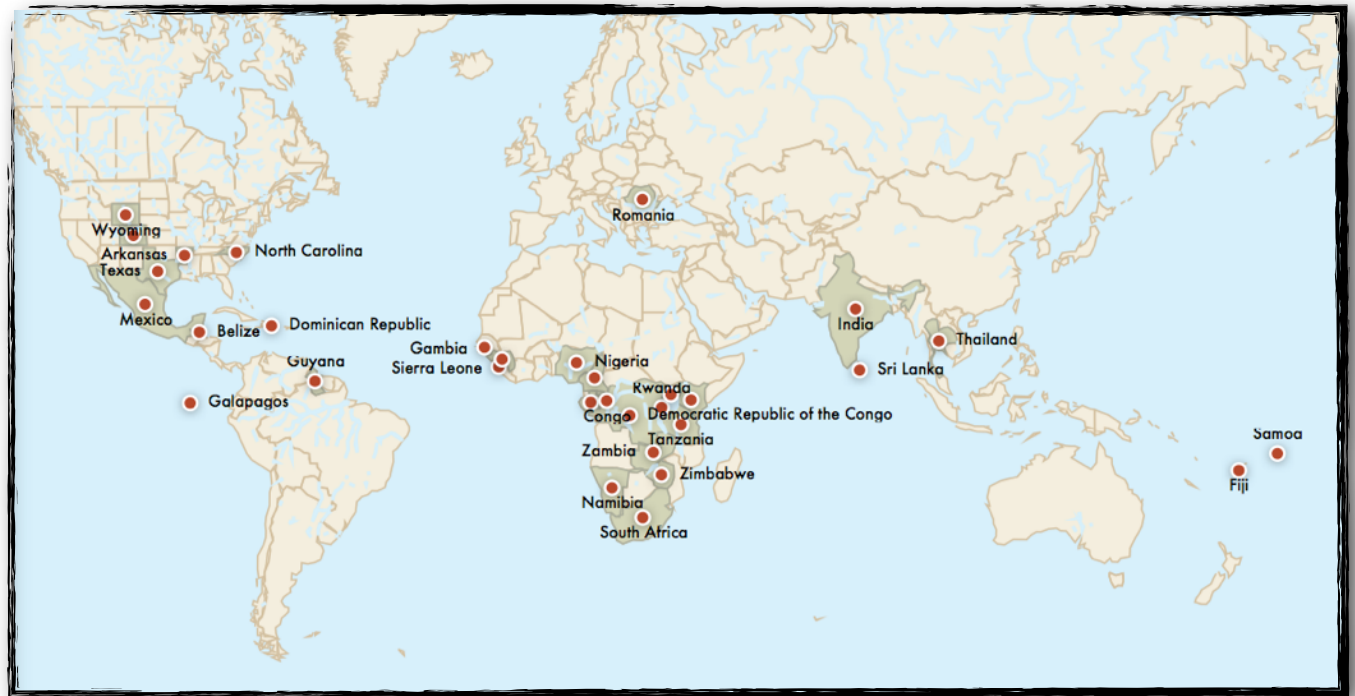 Romania
Wyoming
North Carolina
Arkansas
Texas
Mexico
Belize
Dominican Republic
India
Thailand
Gambia
Guyana
Nigeria
Sierra Leone
Sri Lanka
Rwanda
Galapagos
Congo
Democratic Republic of the Congo
Samoa
Tanzania
Zambia
Zimbabwe
Fiji
Namibia
South Africa